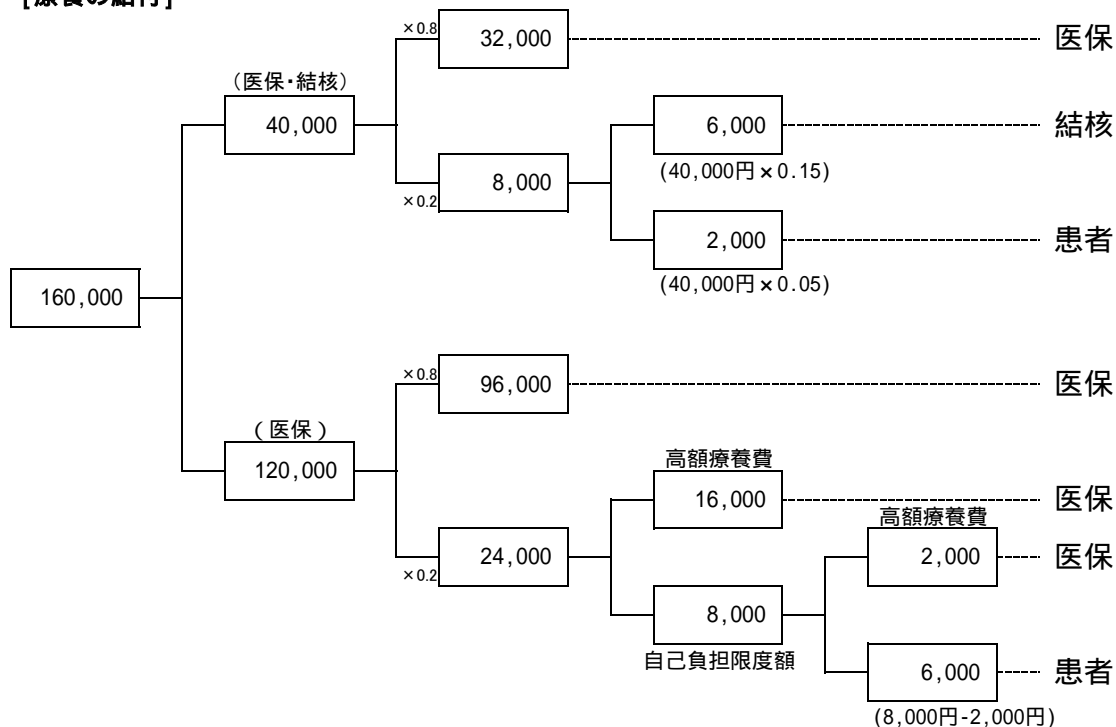 [療養の給付]
×0.8
32,000
医保
(医保・結核)
40,000
6,000
結核
(40,000円×0.15)
×0.2
8,000
2,000
患者
(40,000円×0.05)
160,000
×0.8
96,000
医保
(医保)
120,000
高額療養費
16,000
医保
×0.2
24,000
高額療養費
2,000
医保
8,000
自己負担限度額
6,000
患者
(8,000円-2,000円)